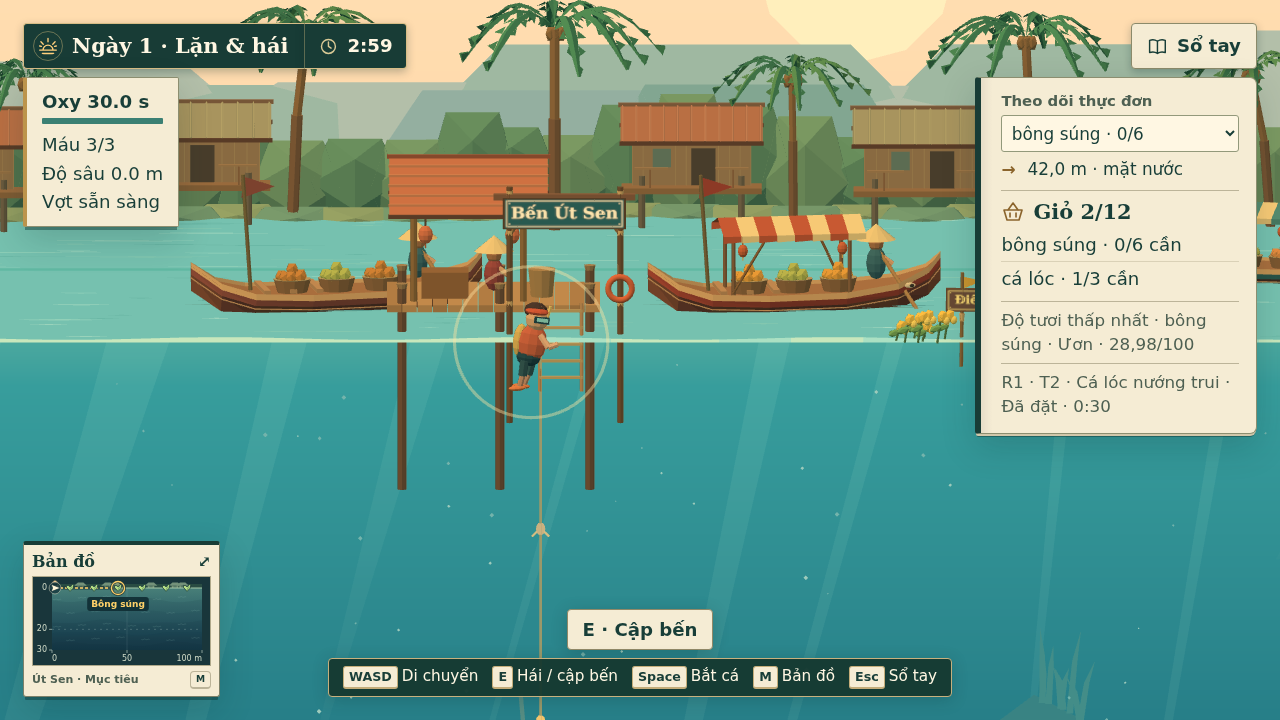 Ngày 1 · Lặn & hái
2:59
Sổ tay
Oxy 30.0 s
Máu 3/3
Độ sâu 0.0 m
Vợt sẵn sàng
Theo dõi thực đơn
bông súng · 0/6
→ 42,0 m · mặt nước
Giỏ 2/12
bông súng · 0/6 cần
cá lóc · 1/3 cần
Độ tươi thấp nhất · bông
súng · Ươn · 28,98/100
R1 · T2 · Cá lóc nướng trui ·
Đã đặt · 0:30
Bến Út Sen
Bản đồ
0
Bông súng
20
30
0 50 100 m
Út Sen · Mục tiêu M
E · Cập bến
WASD Di chuyển E Hái / cập bến Space Bắt cá M Bản đồ Esc Sổ tay